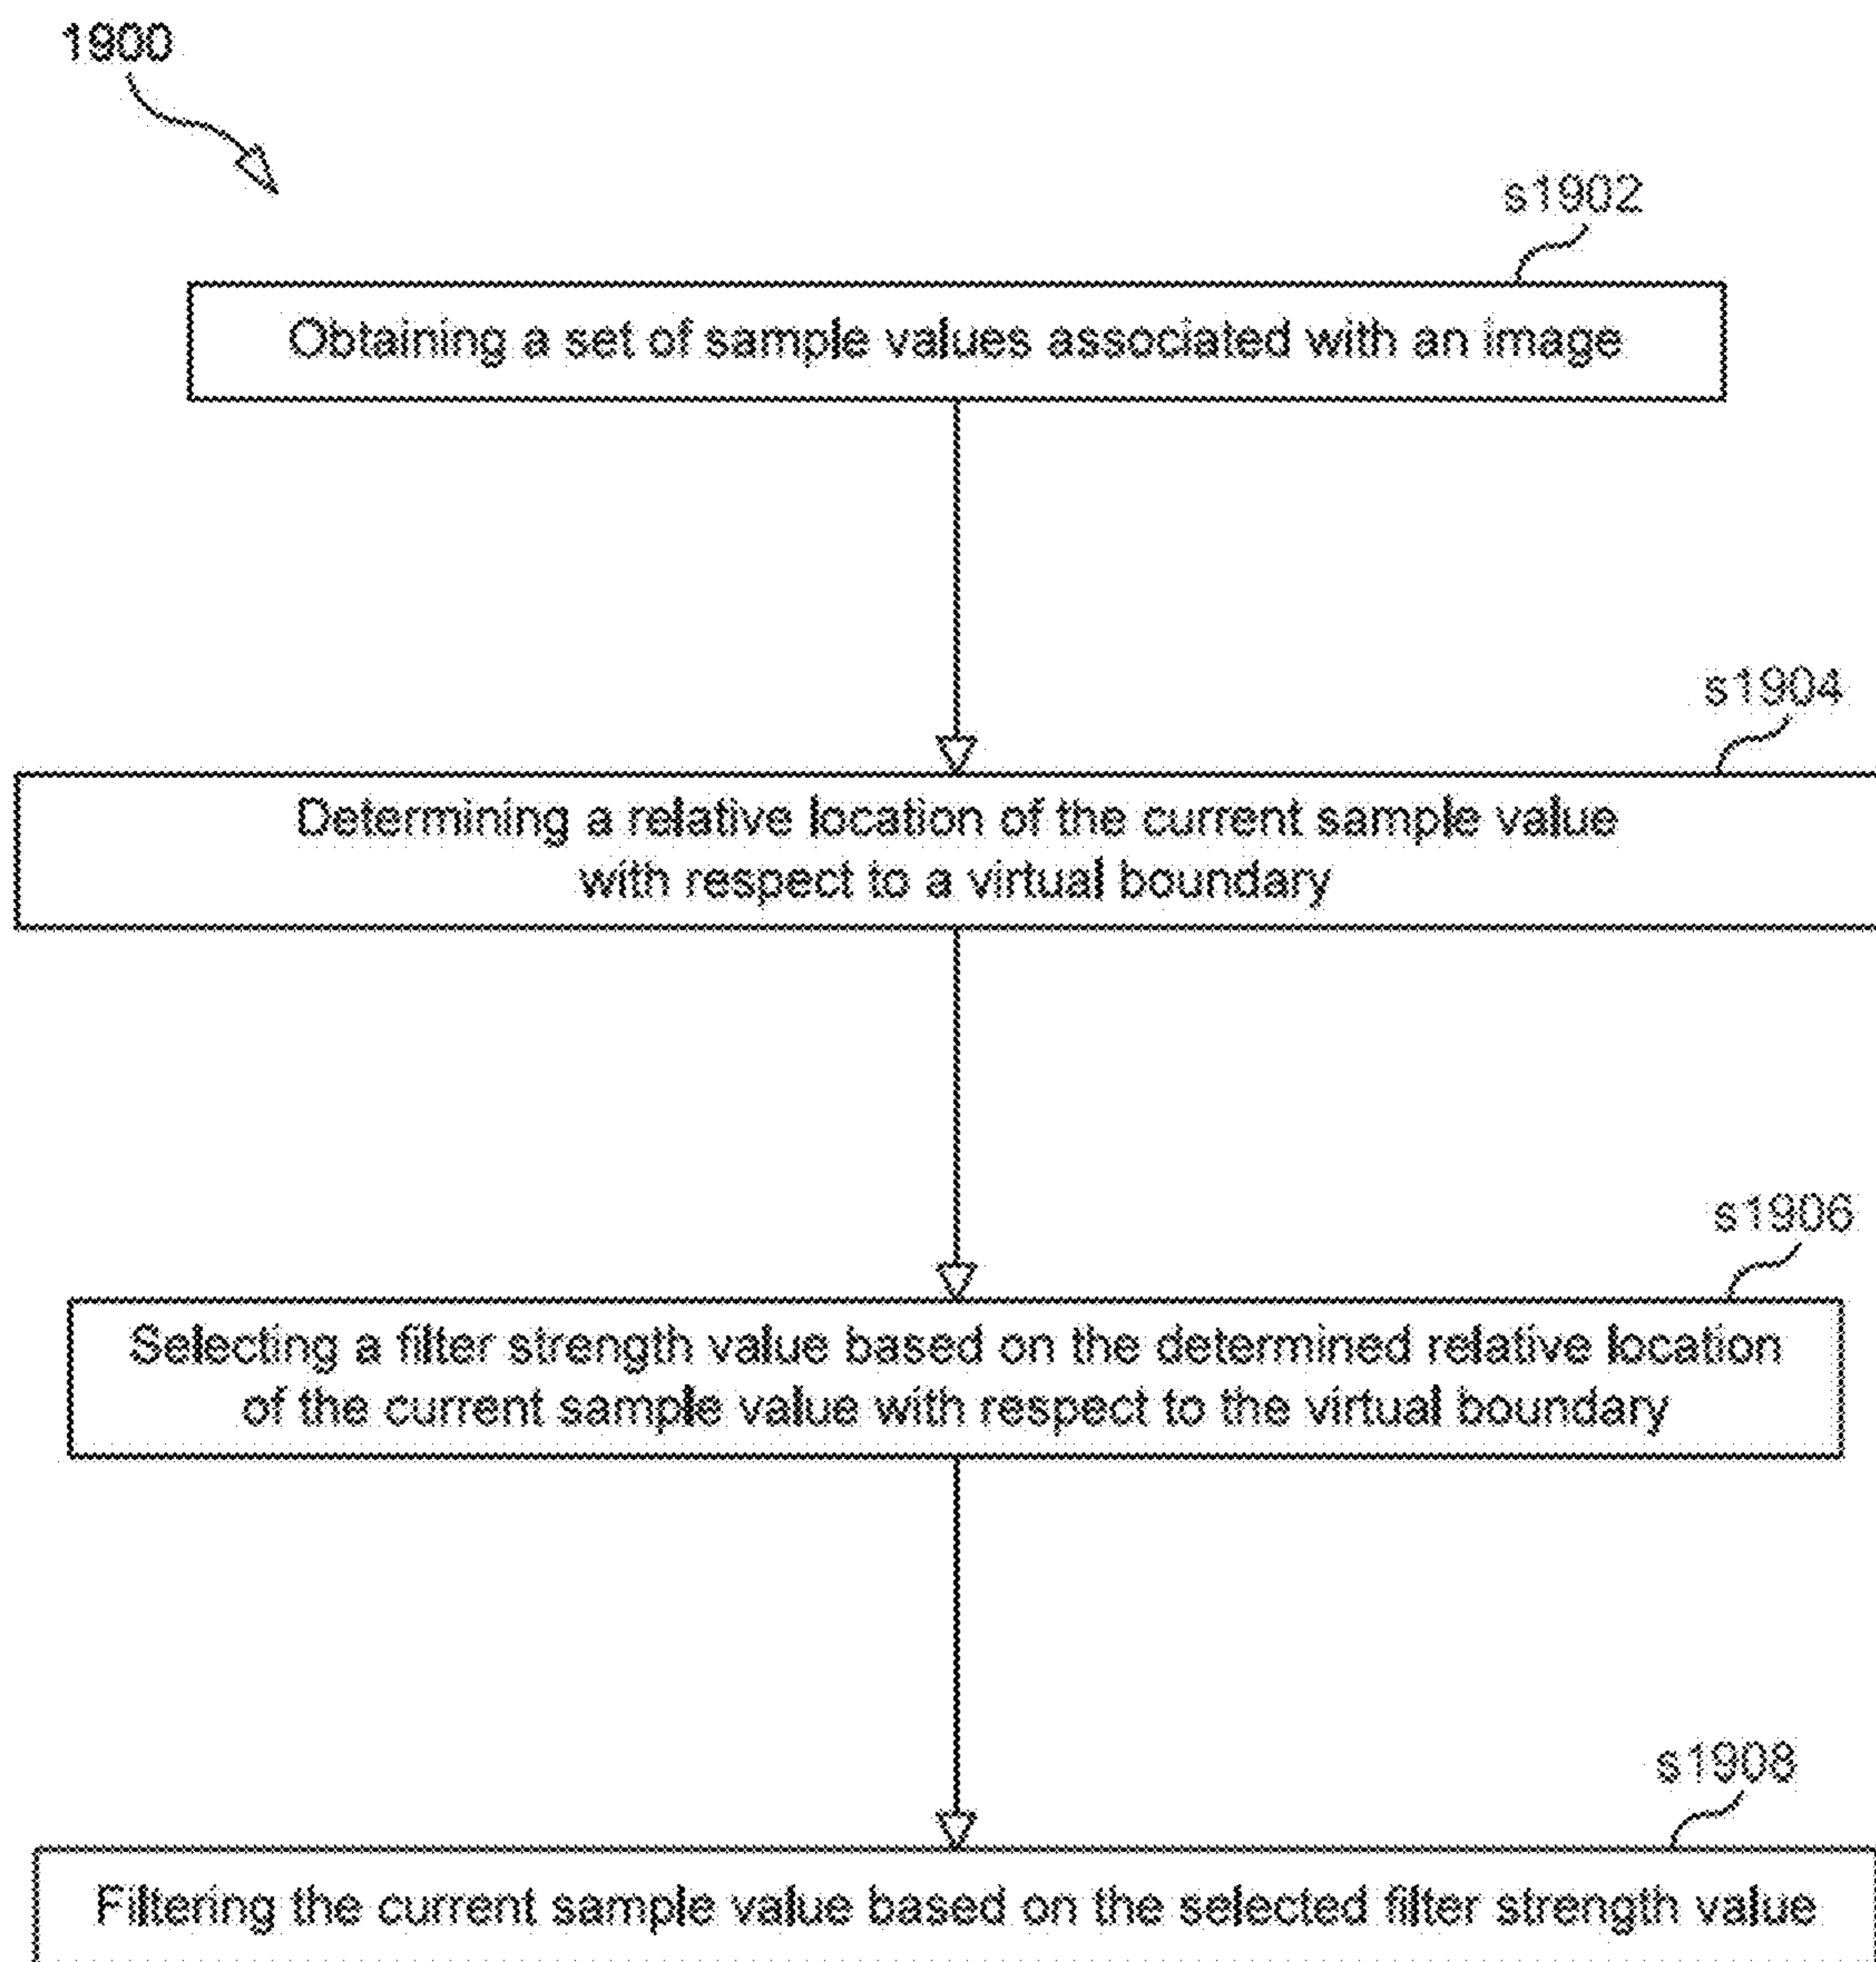 1900
s1902
Obtaining a set of sample values associated with an image
s1904
Determining a relative location of the current sample value
with respect to a virtual boundary
s1906
Selecting a filter strength value based on the determined relative location
of the current sample value with respect to the virtual boundary
s1908
Filtering the current sample value based on the selected filter strength value